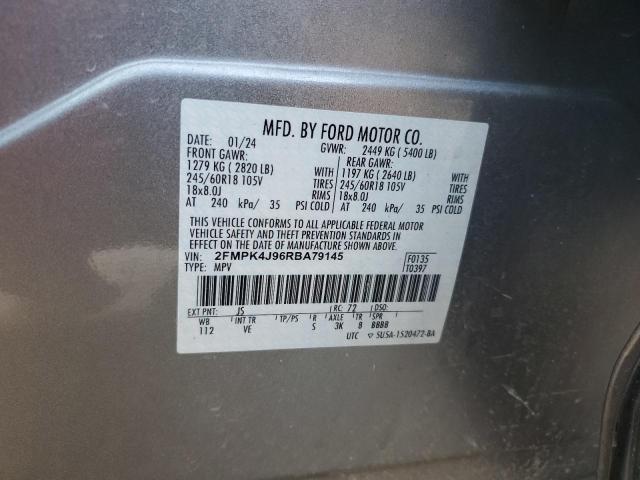 MFD. BY FORD MOTOR CO.
DATE: 01/24 GVWR: 2449 KG ( 5400 LB)
FRONT GAWR: REAR GAWR:
1279 KG ( 2820 LB) WITH 1197 KG ( 2640 LB) WITH
245/60R18 105V TIRES 245/60R18 105V TIRES
18x8.0J RIMS 18x8.0J RIMS
AT 240 kPa/ 35 PSI COLD AT 240 kPa/ 35 PSI COLD
THIS VEHICLE CONFORMS TO ALL APPLICABLE FEDERAL MOTOR
VEHICLE SAFETY AND THEFT PREVENTION STANDARDS IN
EFFECT ON THE DATE OF MANUFACTURE SHOWN ABOVE.
VIN: 2FMPK4J96RBA79145 F0135
TYPE: MPV T0397
EXT PNT: JS RC: 72 DSO:
WB INT TR TP/PS R AXLE TR SPR
112 VE S 3K 8 BBBB
UTC 5U5A-1520472-BA